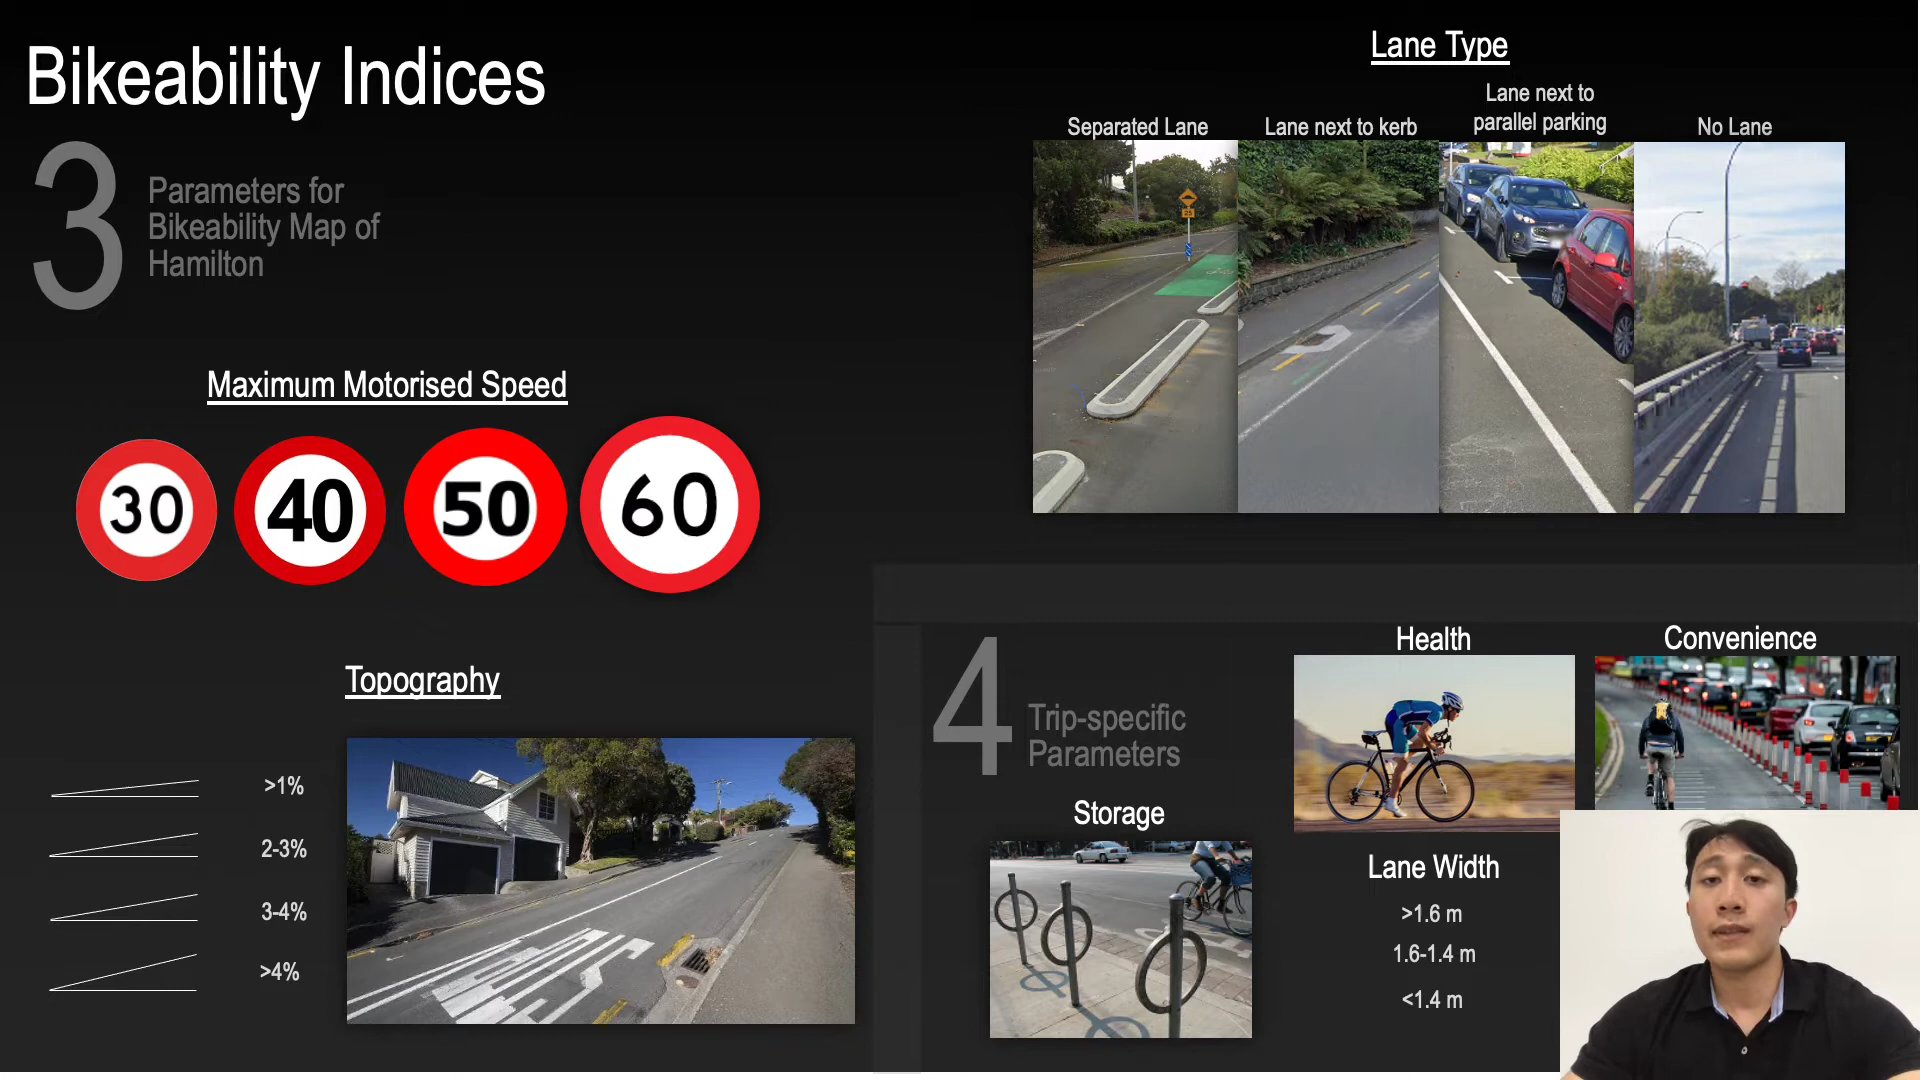 Bikeability Indices
3
Parameters for
Bikeability Map of
Hamilton
Maximum Motorised Speed
30 40 50 60
Topography
>1%
2-3%
3-4%
>4%
Lane Type
Separated Lane
Lane next to kerb
Lane next to
parallel parking
No Lane
25
4
Trip-specific
Parameters
Storage
Health
Convenience
Lane Width
>1.6 m
1.6-1.4 m
<1.4 m